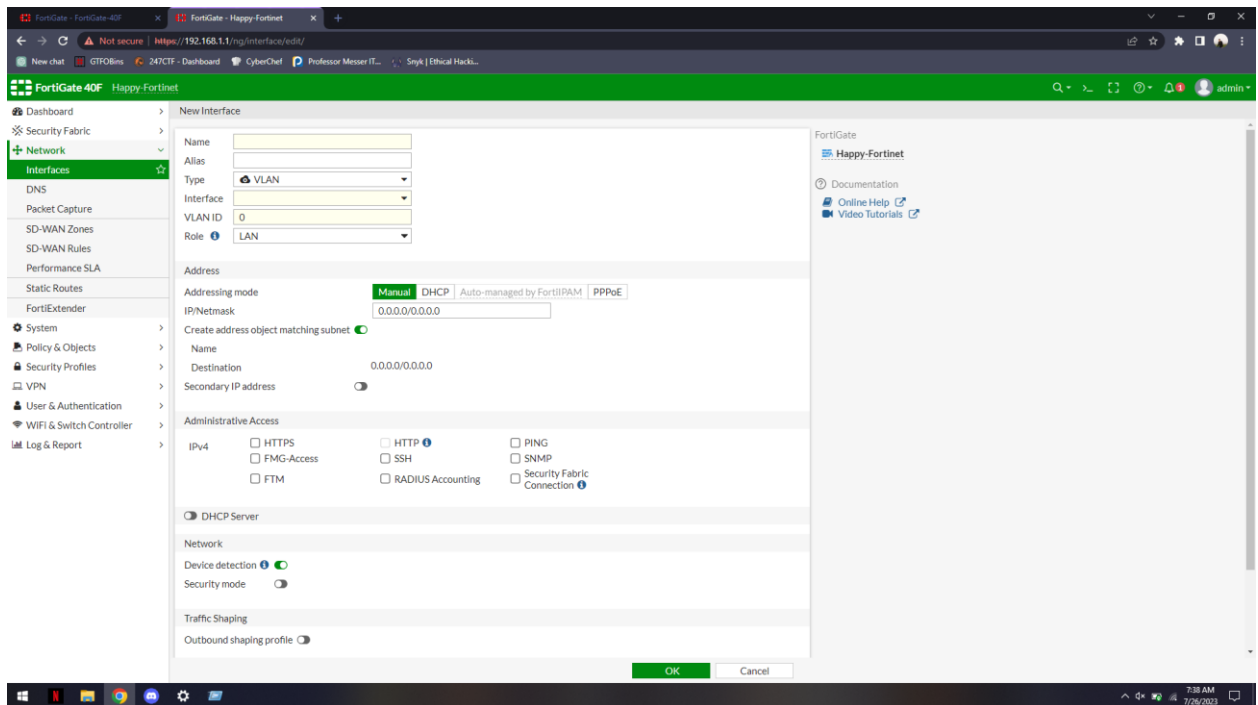 FortiGate - FortiGate-40F
FortiGate - Happy-Fortinet
Not secure | https://192.168.1.1/ng/interface/edit/
New chat GTFOBins 247CTF - Dashboard CyberChef Professor Messer IT... Snyk | Ethical Hacki...
FortiGate 40F Happy-Fortinet 1 admin
Dashboard
Security Fabric
Network
Interfaces
DNS
Packet Capture
SD-WAN Zones
SD-WAN Rules
Performance SLA
Static Routes
FortiExtender
System
Policy & Objects
Security Profiles
VPN
User & Authentication
WiFi & Switch Controller
Log & Report
New Interface
Name
Alias
Type VLAN
Interface
VLAN ID 0
Role LAN
Address
Addressing mode Manual DHCP Auto-managed by FortiIPAM PPPoE
IP/Netmask 0.0.0.0/0.0.0.0
Create address object matching subnet
Name
Destination 0.0.0.0/0.0.0.0
Secondary IP address
Administrative Access
IPv4 HTTPS HTTP PING
FMG-Access SSH SNMP
FTM RADIUS Accounting Security Fabric
Connection
DHCP Server
Network
Device detection
Security mode
Traffic Shaping
Outbound shaping profile
OK Cancel
FortiGate
Happy-Fortinet
Documentation
Online Help
Video Tutorials
7:38 AM
7/26/2023